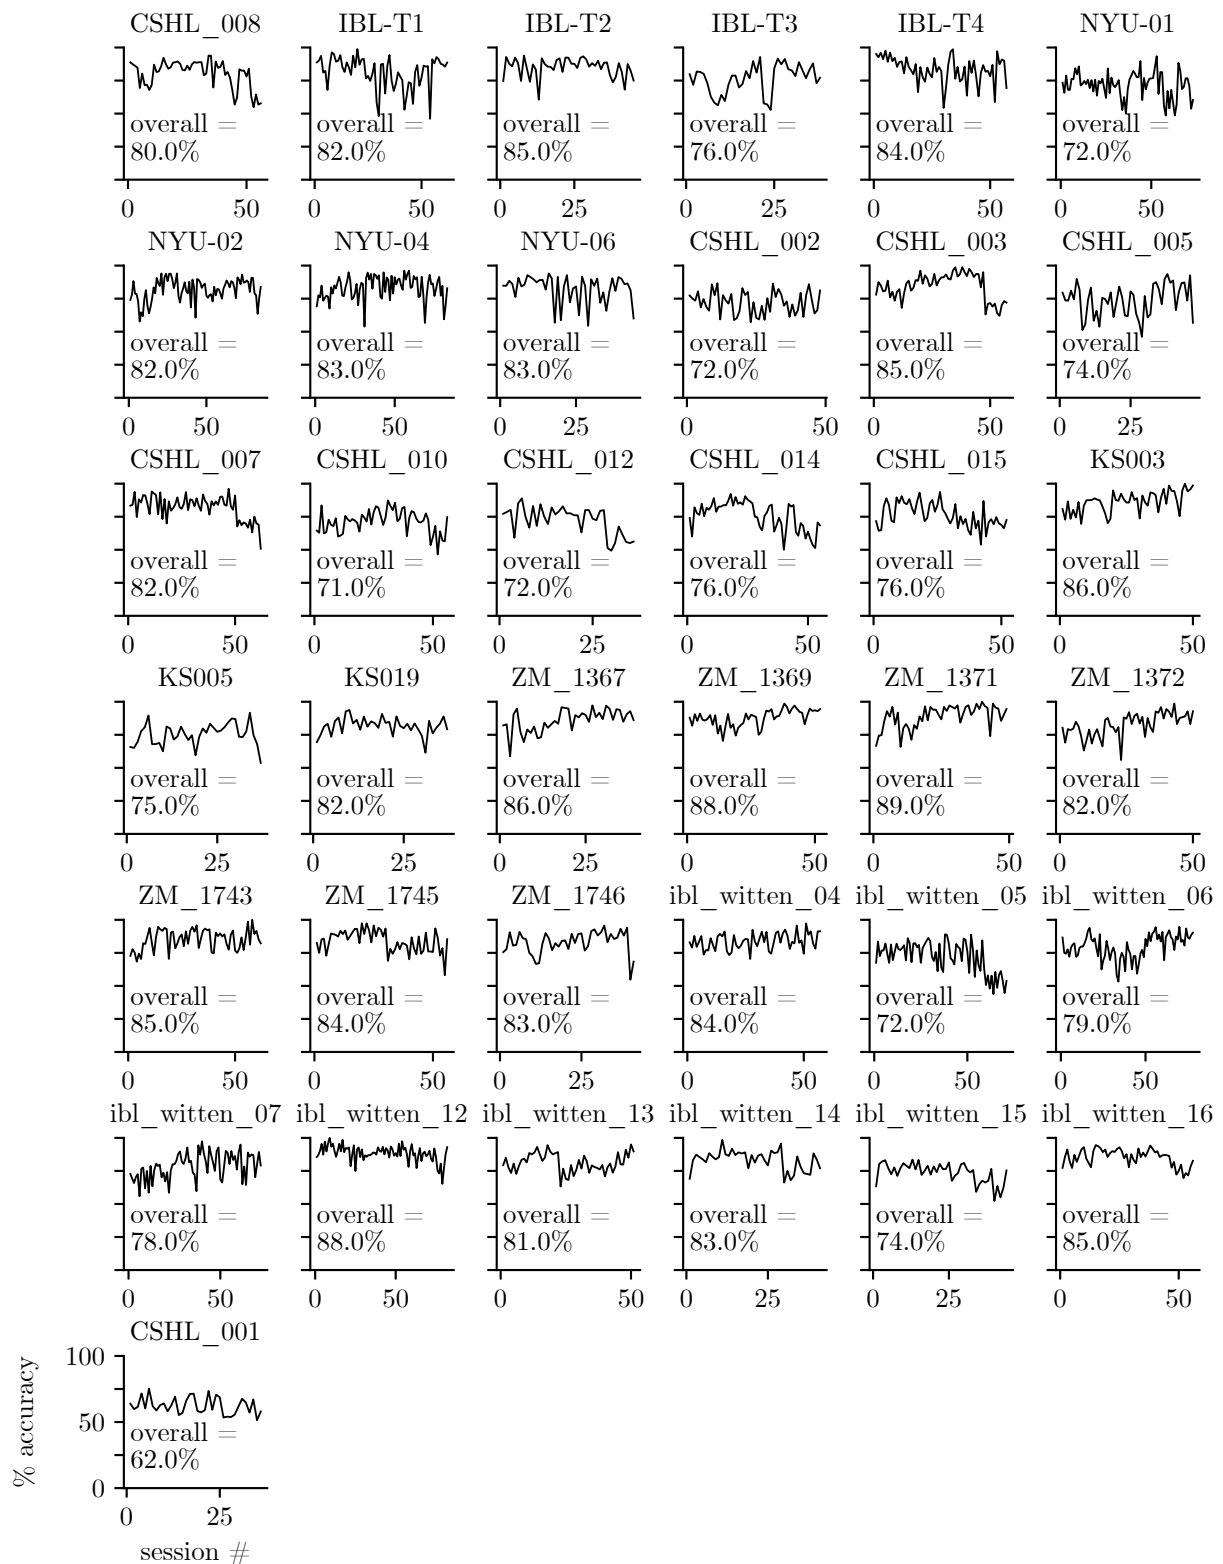 CSHL_008 IBL-T1 IBL-T2 IBL-T3 IBL-T4 NYU-01
overall = overall = overall = overall = overall = overall =
80.0% 82.0% 85.0% 76.0% 84.0% 72.0%
0 50 0 50 0 25 0 25 0 50 0 50
NYU-02 NYU-04 NYU-06 CSHL_002 CSHL_003 CSHL_005
overall = overall = overall = overall = overall = overall =
82.0% 83.0% 83.0% 72.0% 85.0% 74.0%
0 50 0 50 0 25 0 50 0 50 0 25
CSHL_007 CSHL_010 CSHL_012 CSHL_014 CSHL_015 KS003
overall = overall = overall = overall = overall = overall =
82.0% 71.0% 72.0% 76.0% 76.0% 86.0%
0 50 0 50 0 25 0 50 0 50 0 50
KS005 KS019 ZM_1367 ZM_1369 ZM_1371 ZM_1372
overall = overall = overall = overall = overall = overall =
75.0% 82.0% 86.0% 88.0% 89.0% 82.0%
0 25 0 25 0 25 0 50 0 50 0 50
ZM_1743 ZM_1745 ZM_1746 ibl_witten_04 ibl_witten_05 ibl_witten_06
overall = overall = overall = overall = overall = overall =
85.0% 84.0% 83.0% 84.0% 72.0% 79.0%
0 50 0 50 0 25 0 50 0 50 0 50
ibl_witten_07 ibl_witten_12 ibl_witten_13 ibl_witten_14 ibl_witten_15 ibl_witten_16
overall = overall = overall = overall = overall = overall =
78.0% 88.0% 81.0% 83.0% 74.0% 85.0%
0 50 0 50 0 50 0 25 0 25 0 50
CSHL_001
% accuracy
100
50
0
overall =
62.0%
0 25
session #